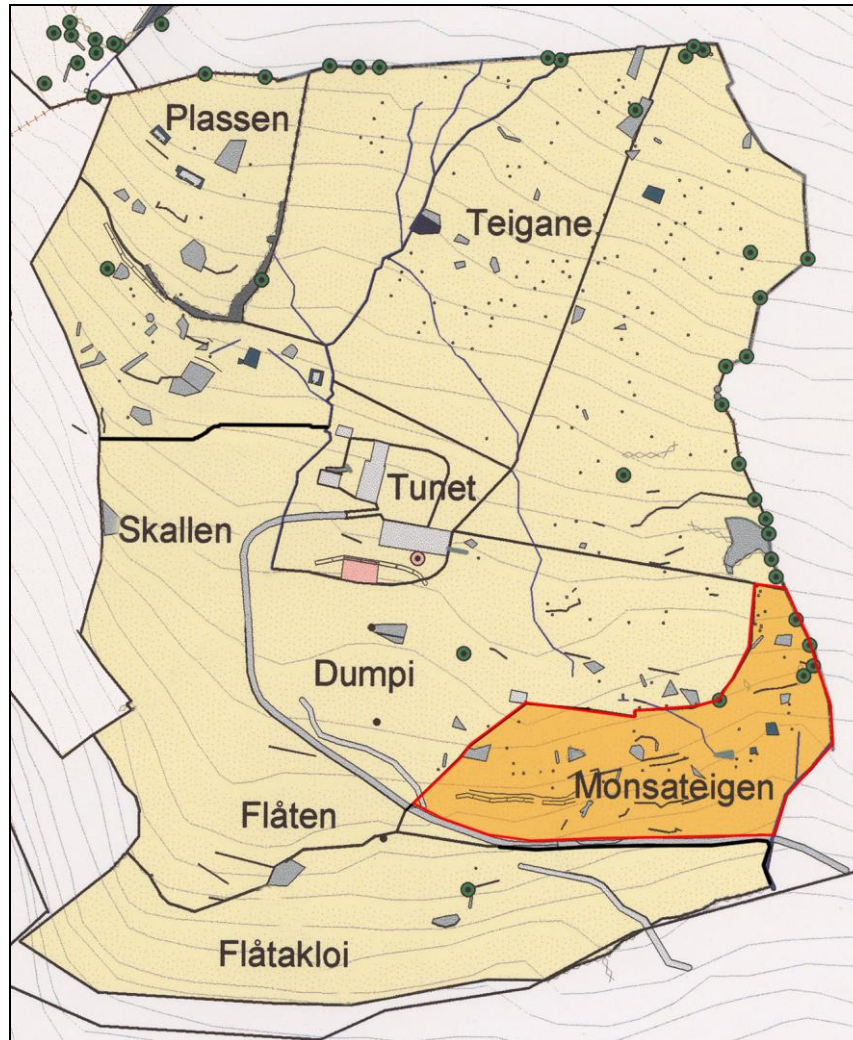 Plassen
Teigane
Tunet
Skallen
Dumpi
Monsateigen
Flåten
Flåtakloi